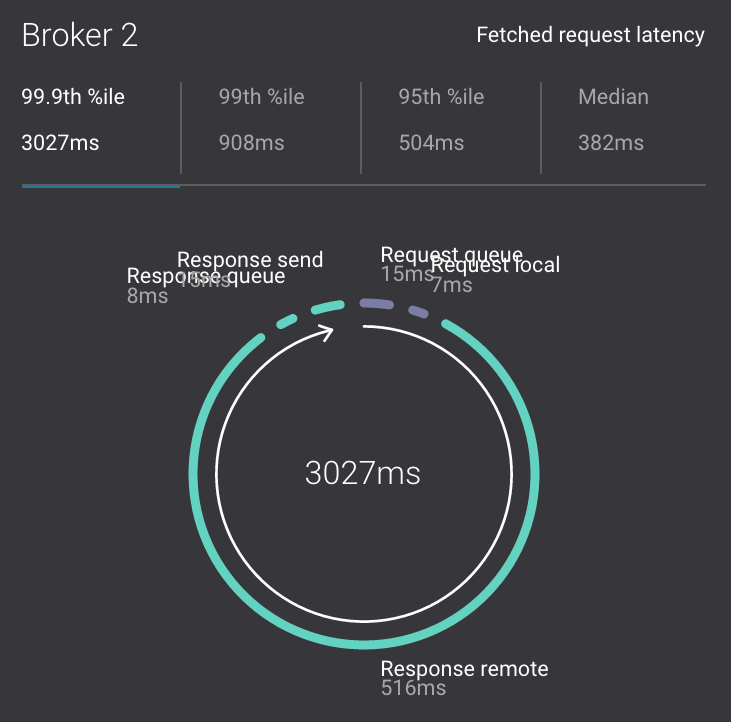 Broker 2
Fetched request latency
99.9th %ile
3027ms
99th %ile
908ms
95th %ile
504ms
Median
382ms
Response send
15ms
Response queue
8ms
Request queue
15ms
Request local
7ms
3027ms
Response remote
516ms